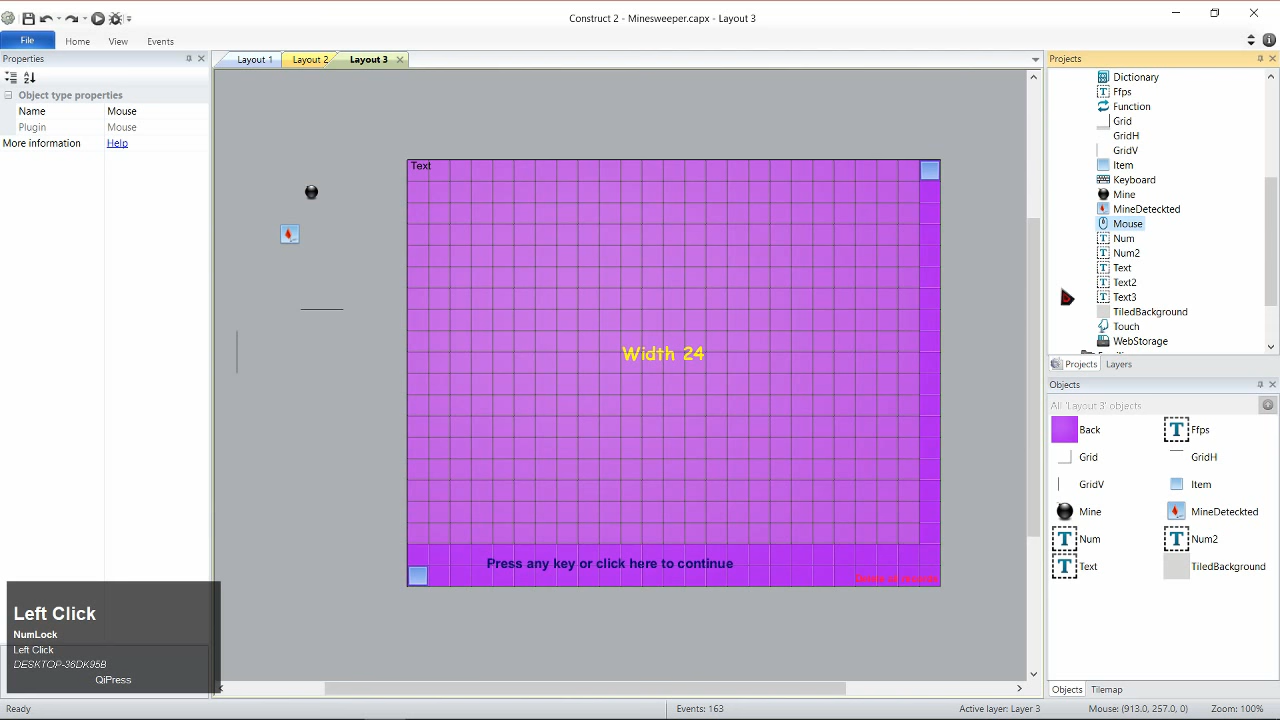 Construct 2 - Minesweeper.capx - Layout 3
File
Home
View
Events
Properties
Object type properties
Name
Mouse
Plugin
Mouse
More information
Help
Layout 1
Layout 2
Layout 3
Text
Width 24
Press any key or click here to continue
Projects
Dictionary
Ffps
Function
Grid
GridH
GridV
Item
Keyboard
Mine
MineDeteckted
Mouse
Num
Num2
Text
Text2
Text3
TiledBackground
Touch
WebStorage
Projects
Layers
Objects
All 'Layout 3' objects
Back
Ffps
Grid
GridH
GridV
Item
Mine
MineDeteckted
Num
Num2
Text
TiledBackground
Objects
Tilemap
Left Click
NumLock
Left Click
DESKTOP-36DK95B
QiPress
Ready
Events: 163
Active layer: Layer 3
Mouse: (913.0, 257.0, 0)
Zoom: 100%